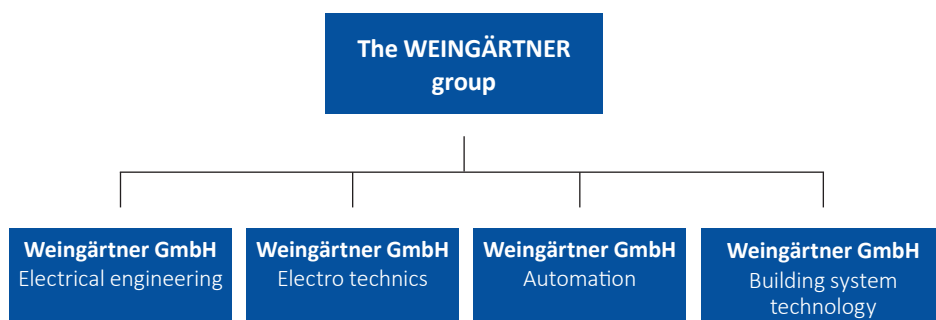 The WEINGÄRTNER
group
Weingärtner GmbH
Electrical engineering
Weingärtner GmbH
Electro technics
Weingärtner GmbH
Automation
Weingärtner GmbH
Building system
technology